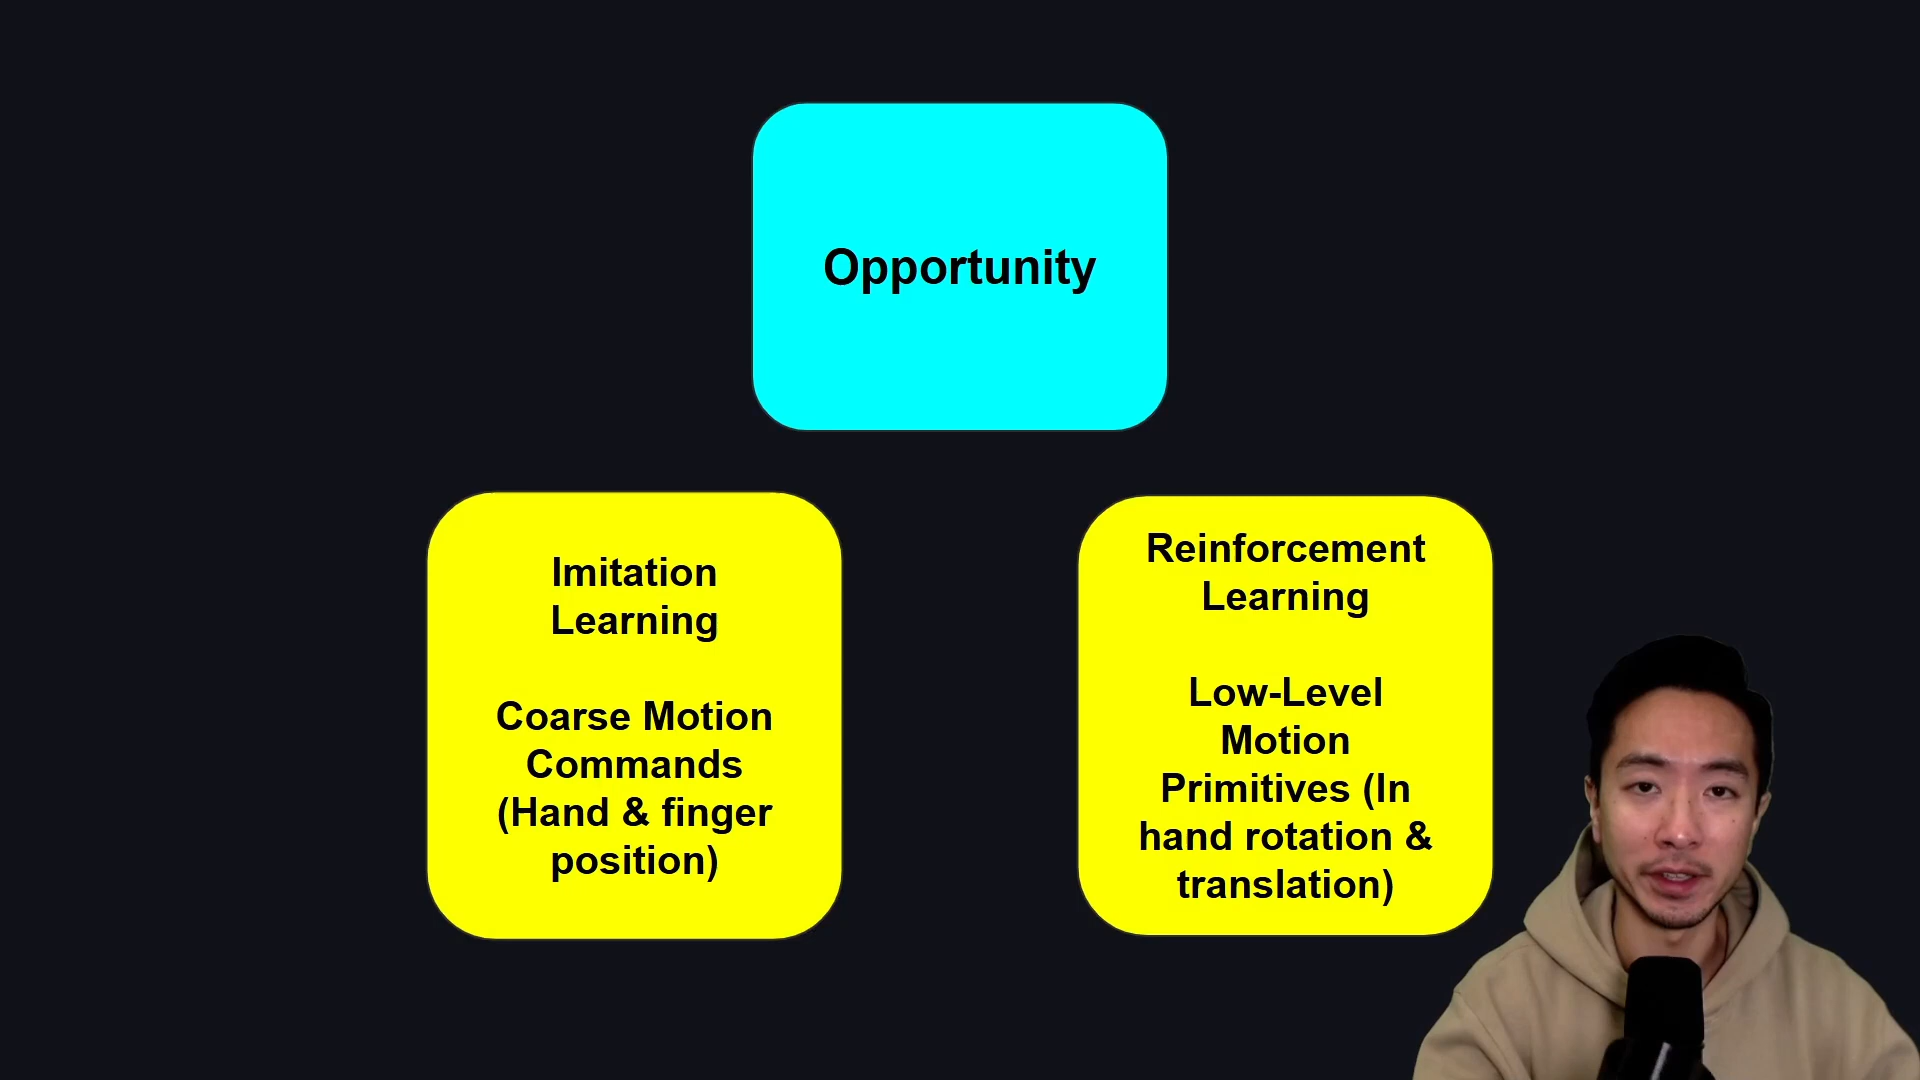 Opportunity
Imitation
Learning
Coarse Motion
Commands
(Hand & finger
position)
Reinforcement
Learning
Low-Level
Motion
Primitives (In
hand rotation &
translation)